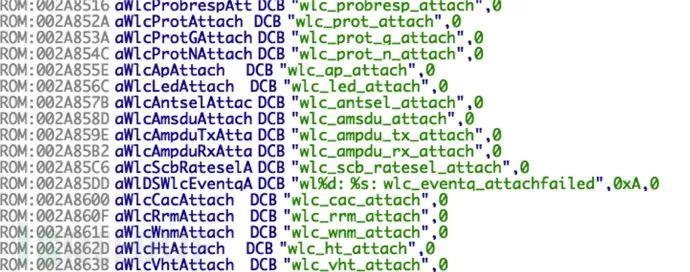 ROM:002A8516 aWlcProbrespAtt DCB "wlc_probresp_attach",0
ROM:002A852A aWlcProtAttach DCB "wlc_prot_attach",0
ROM:002A853A aWlcProtGAttach DCB "wlc_prot_g_attach",0
ROM:002A854C aWlcProtNAttach DCB "wlc_prot_n_attach",0
ROM:002A855E aWlcApAttach DCB "wlc_ap_attach",0
ROM:002A856C aWlcLedAttach DCB "wlc_led_attach",0
ROM:002A857B aWlcAntselAttac DCB "wlc_antsel_attach",0
ROM:002A858D aWlcAmsduAttach DCB "wlc_amsdu_attach",0
ROM:002A859E aWlcAmpduTxAtta DCB "wlc_ampdu_tx_attach",0
ROM:002A85B2 aWlcAmpduRxAtta DCB "wlc_ampdu_rx_attach",0
ROM:002A85C6 aWlcScbRateselA DCB "wlc_scb_ratesel_attach",0
ROM:002A85DD aWlDSWlcEventqA DCB "wl%d: %s: wlc_eventq_attachfailed",0xA,0
ROM:002A8600 aWlcCacAttach DCB "wlc_cac_attach",0
ROM:002A860F aWlcRrmAttach DCB "wlc_rrm_attach",0
ROM:002A861E aWlcWnmAttach DCB "wlc_wnm_attach",0
ROM:002A862D aWlcHtAttach DCB "wlc_ht_attach",0
ROM:002A863B aWlcVhtAttach DCB "wlc_vht_attach",0